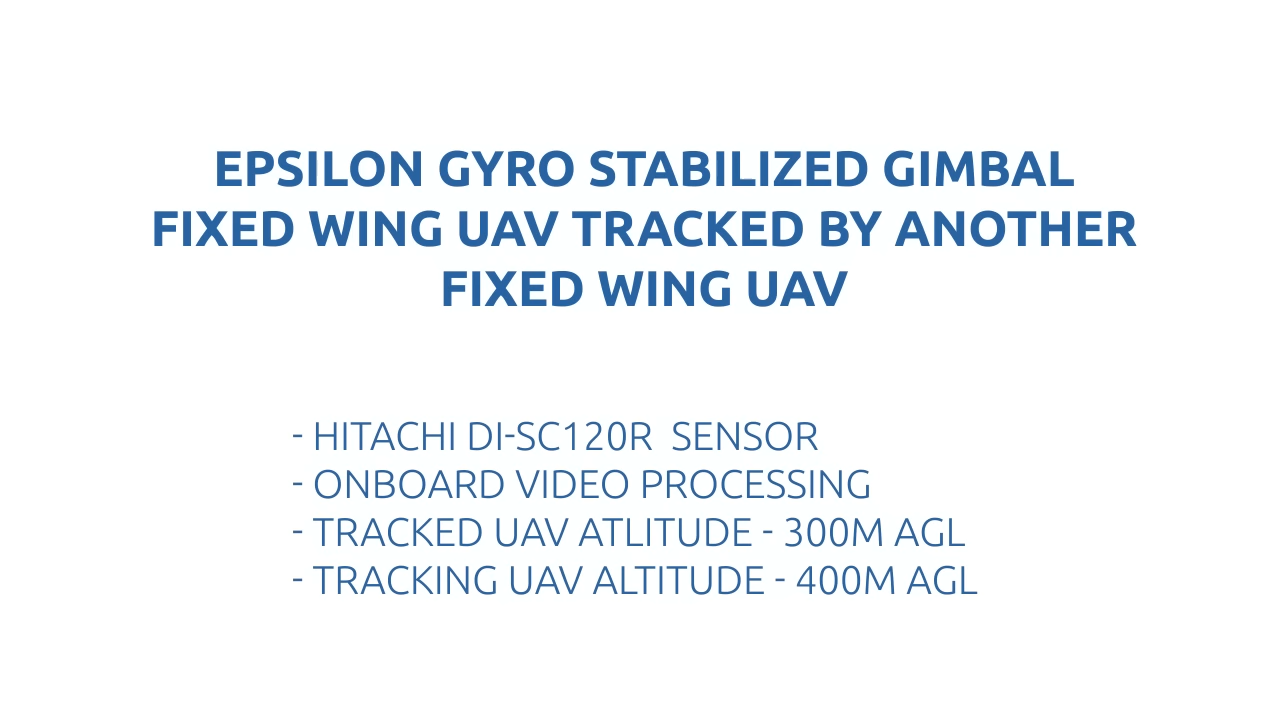 EPSILON GYRO STABILIZED GIMBAL
FIXED WING UAV TRACKED BY ANOTHER
FIXED WING UAV
- HITACHI DI-SC120R  SENSOR
- ONBOARD VIDEO PROCESSING
- TRACKED UAV ATLITUDE - 300M AGL
- TRACKING UAV ALTITUDE - 400M AGL